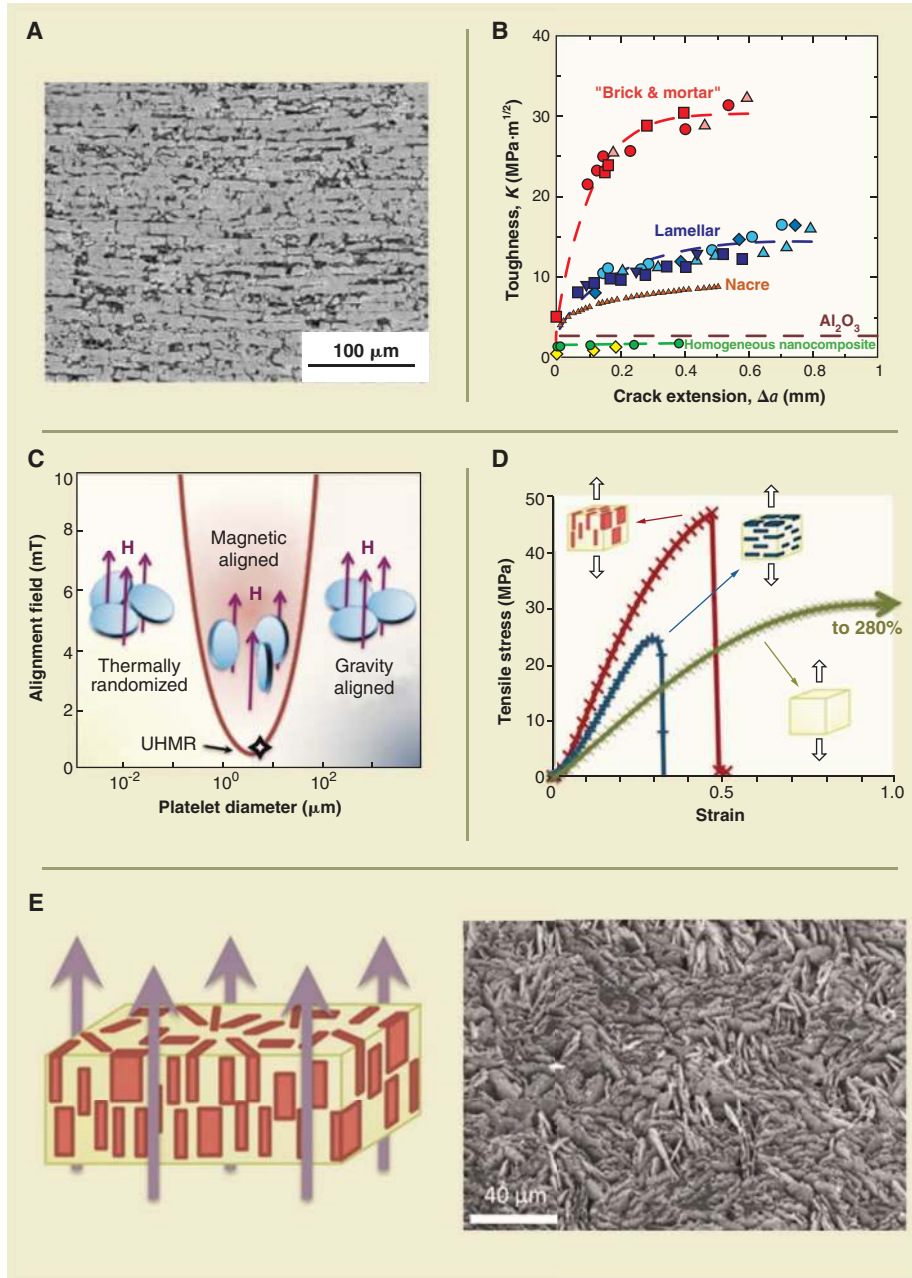 A
100 μm
B
Toughness, K (MPa·m1/2)
40
30
20
10
0
"Brick & mortar"
Lamellar
Nacre
Al2O3
Homogeneous nanocomposite
0 0.2 0.4 0.6 0.8 1
Crack extension, Δa (mm)
C
Alignment field (mT)
10
8
6
4
2
0
Magnetic
aligned
H
H
H
Thermally
randomized
Gravity
aligned
UHMR
10-2 100 102
Platelet diameter (μm)
D
Tensile stress (MPa)
50
40
30
20
10
0
to 280%
0 0.5 1.0
Strain
E
40 μm